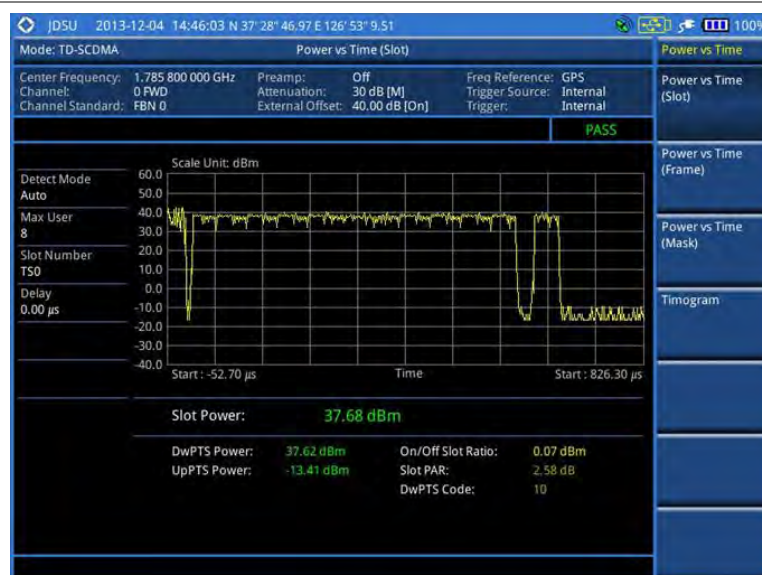 JDSU 2013-12-04 14:46:03 N 37' 28" 46.97 E 126' 53" 9.51 100%
Mode: TD-SCDMA Power vs Time (Slot) Power vs Time
Center Frequency: 1.785 800 000 GHz Preamp: Off Freq Reference: GPS
Channel: 0 FWD Attenuation: 30 dB [M] Trigger Source: Internal
Channel Standard: FBN 0 External Offset: 40.00 dB [On] Trigger: Internal
Power vs Time
(Slot)
PASS
Power vs Time
(Frame)
Power vs Time
(Mask)
Timogram
Detect Mode
Auto
Max User
8
Slot Number
TS0
Delay
0.00 µs
Scale Unit: dBm
60.0
50.0
40.0
30.0
20.0
10.0
0.0
-10.0
-20.0
-30.0
-40.0
Start : -52.70 µs Time Start : 826.30 µs
Slot Power: 37.68 dBm
DwPTS Power: 37.62 dBm On/Off Slot Ratio: 0.07 dBm
UpPTS Power: -13.41 dBm Slot PAR: 2.58 dB
DwPTS Code: 10